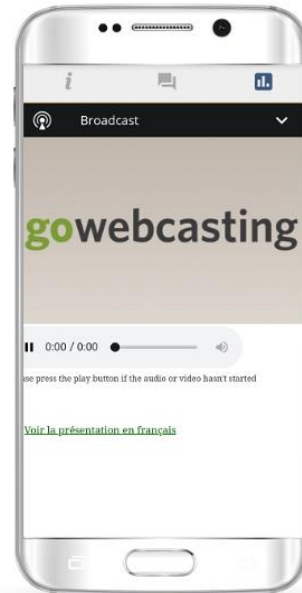 i
Broadcast
gowebcasting
0:00 / 0:00
se press the play button if the audio or video hasn't started
Voir la présentation en français